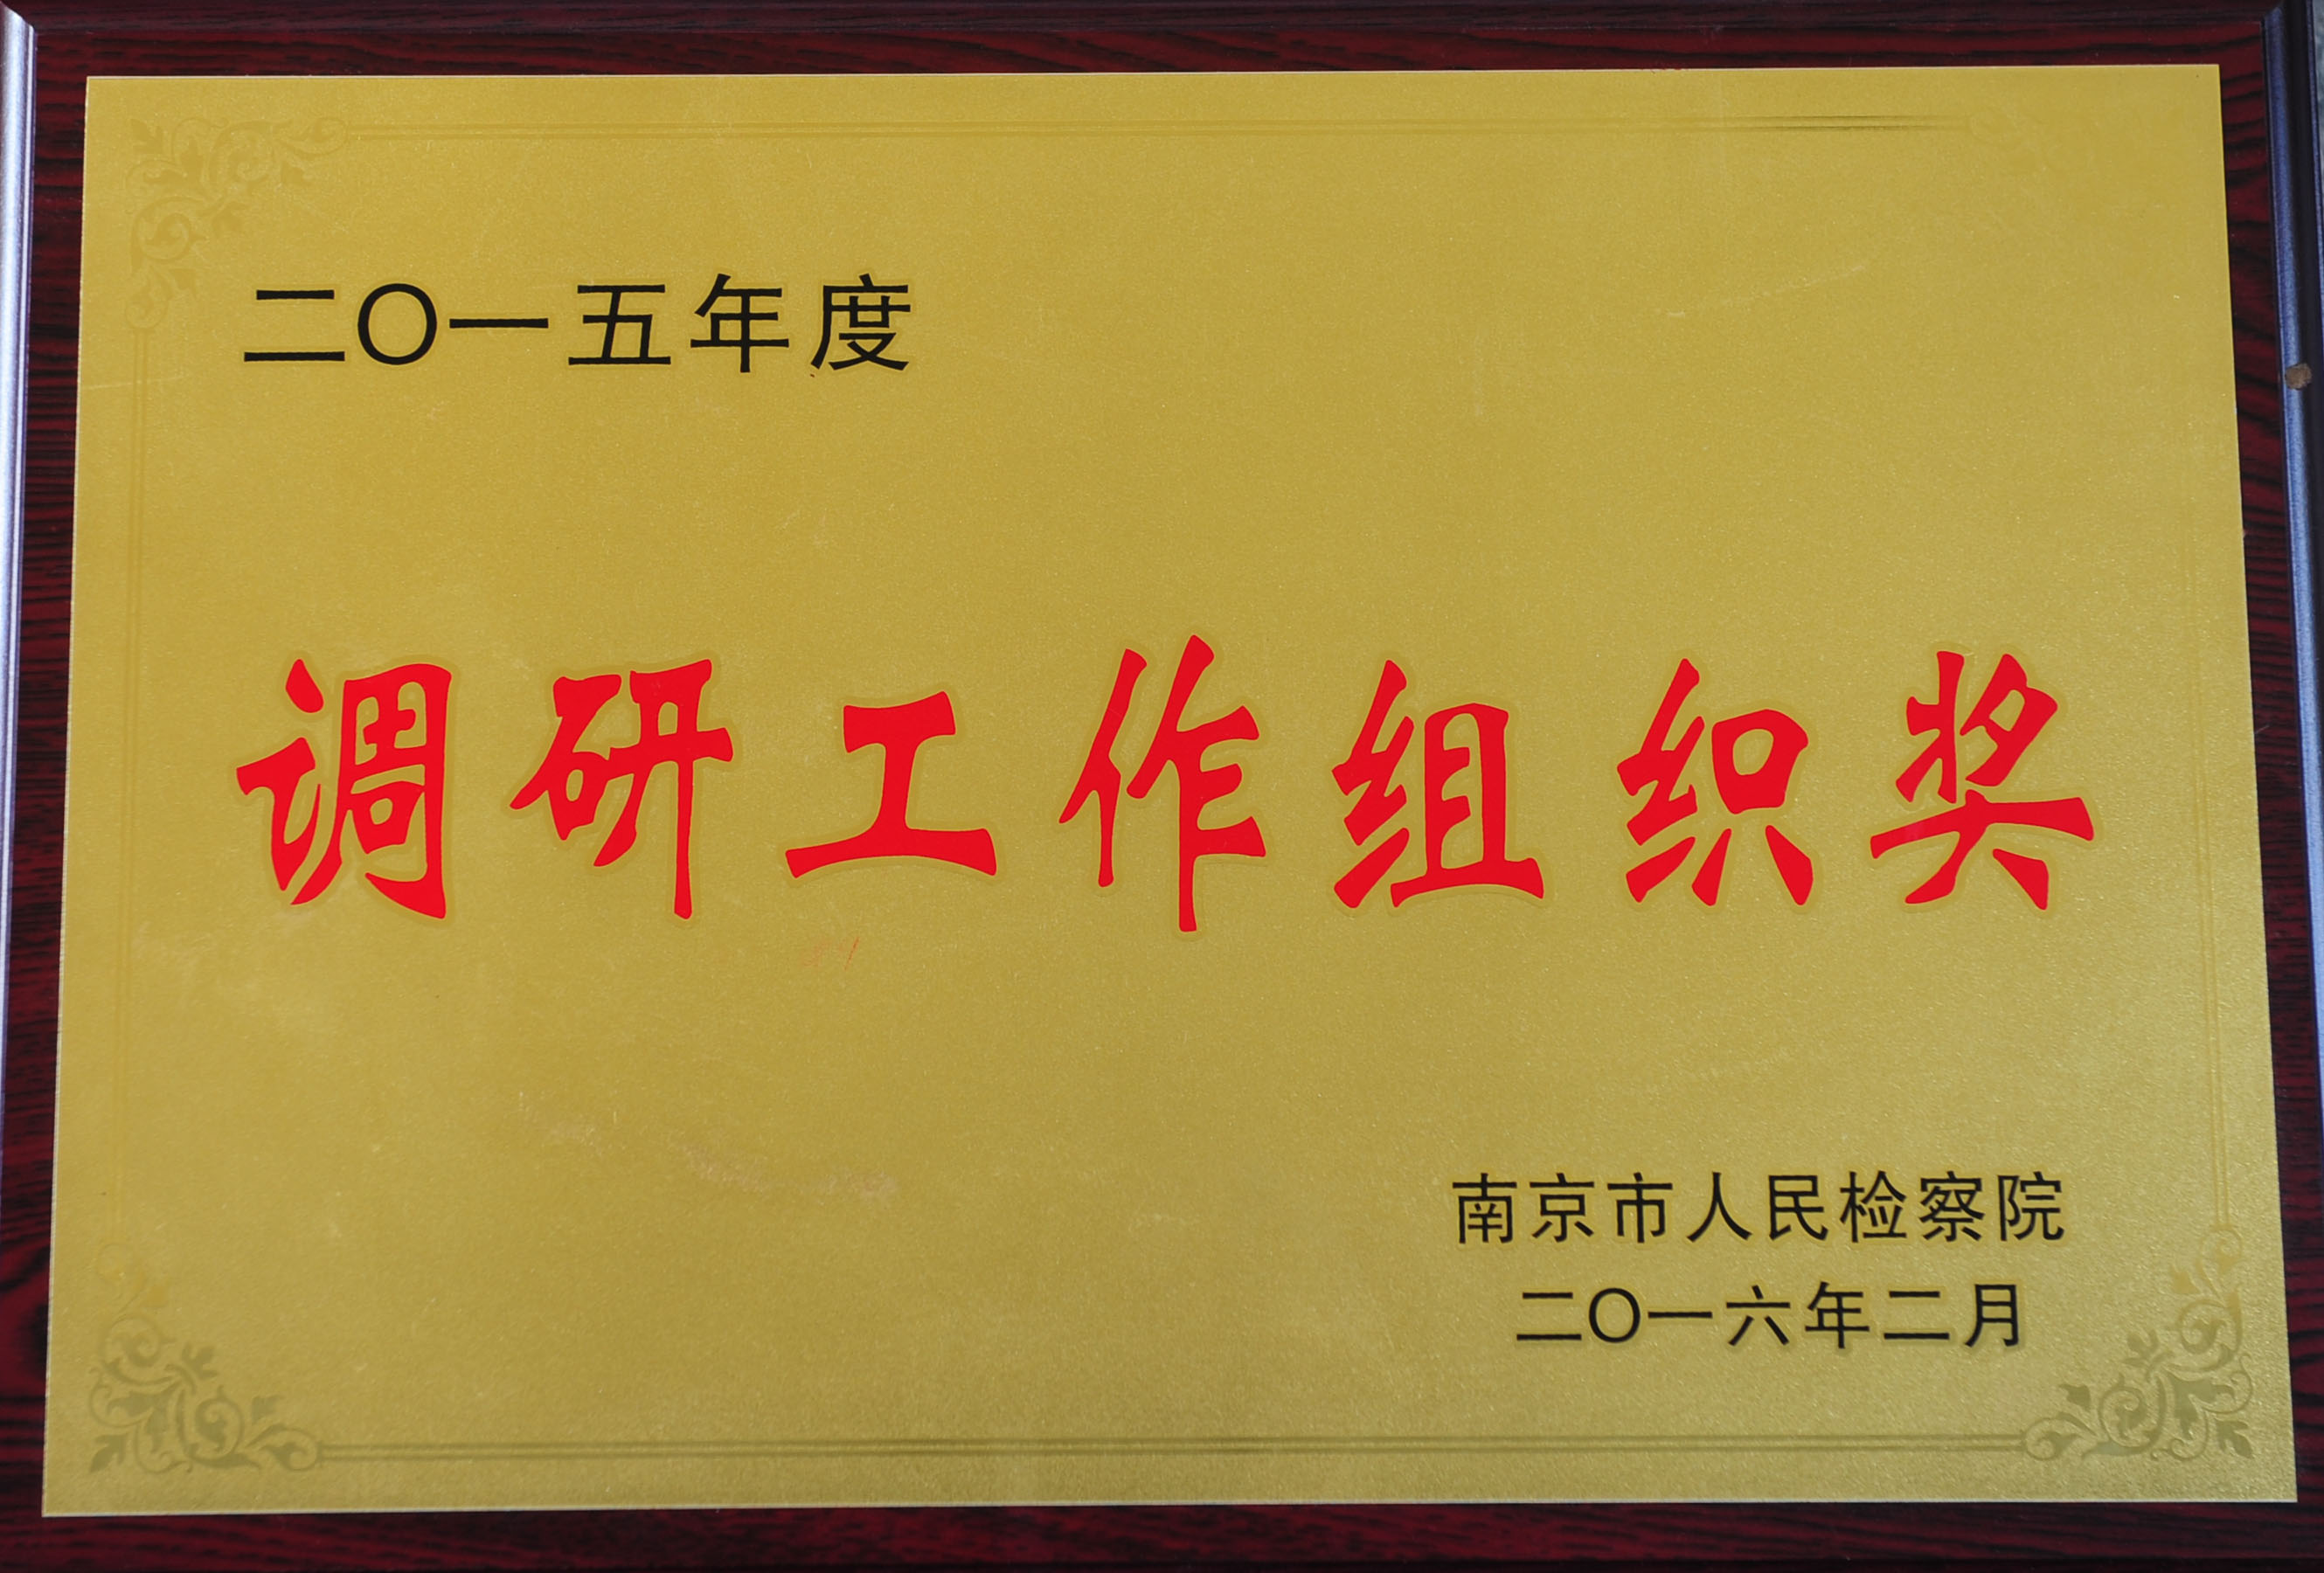 二〇一五年度
调研工作组织奖
南京市人民检察院
二〇一六年二月